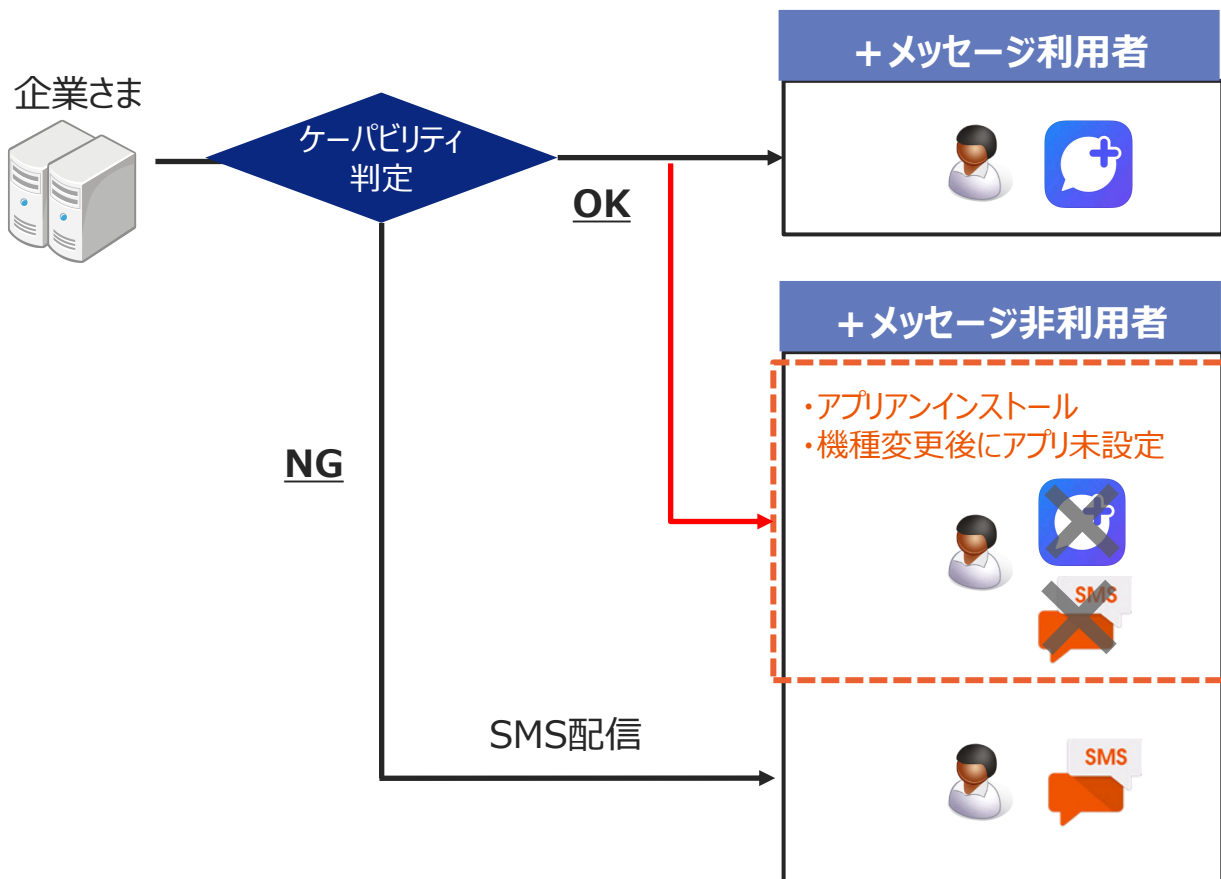 企業さま
ケーパビリティ
判定
OK
NG
SMS配信
+メッセージ利用者
+メッセージ非利用者
・アプリアンインストール
・機種変更後にアプリ未設定
SMS
SMS